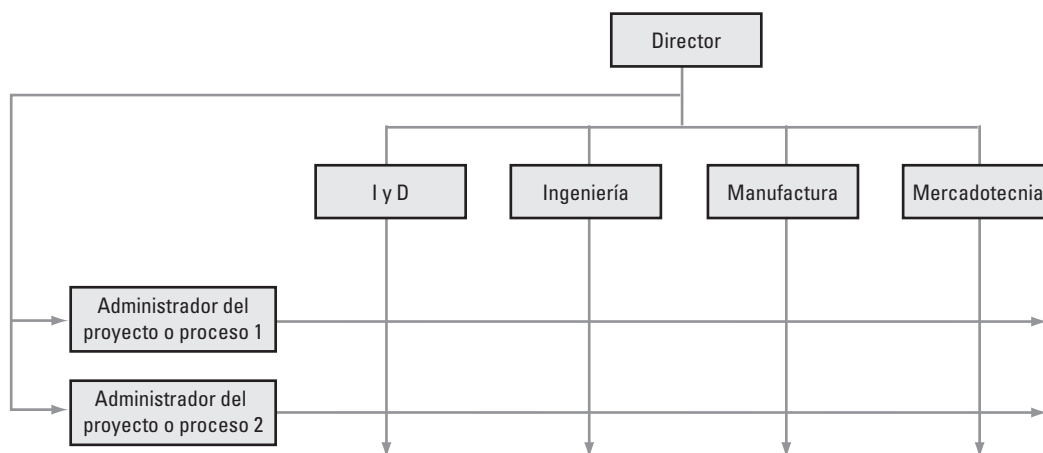 Director
I y D
Ingeniería
Manufactura
Mercadotecnia
Administrador del
proyecto o proceso 1
Administrador del
proyecto o proceso 2